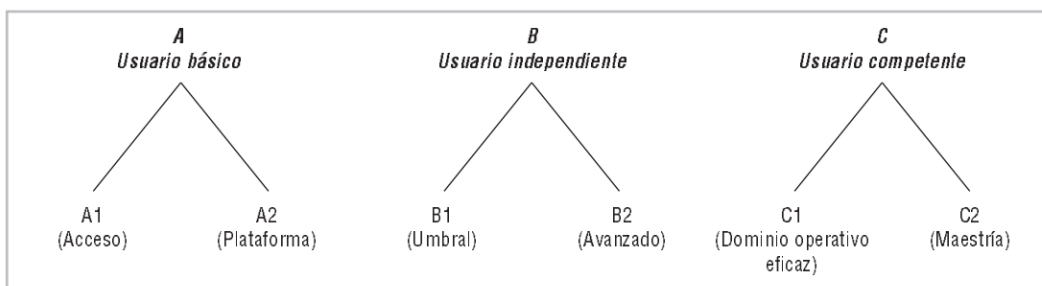 A
Usuario básico
B
Usuario independiente
C
Usuario competente
A1
(Acceso)
A2
(Plataforma)
B1
(Umbral)
B2
(Avanzado)
C1
(Dominio operativo
eficaz)
C2
(Maestría)